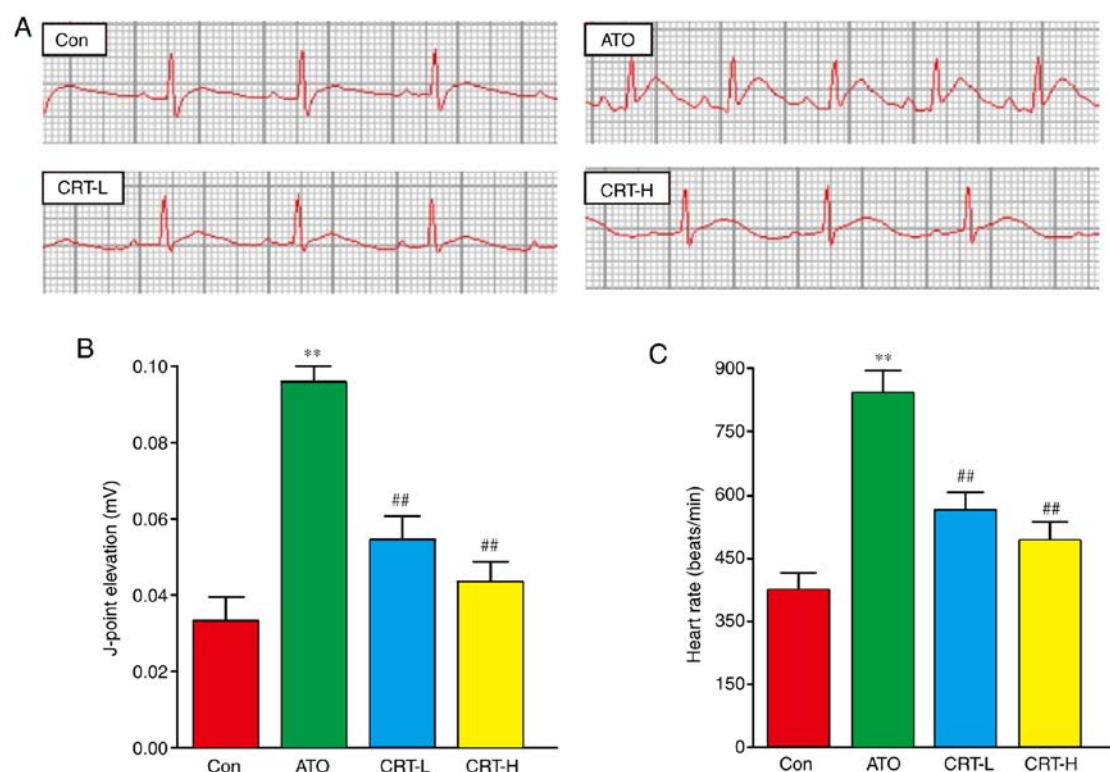 A
Con
ATO
CRT-L
CRT-H
B
J-point elevation (mV)
0.10
0.08
0.06
0.04
0.02
0.00
**
##
##
Con ATO CRT-L CRT-H
C
Heart rate (beats/min)
900
750
600
450
350
150
0
**
##
##
Con ATO CRT-L CRT-H